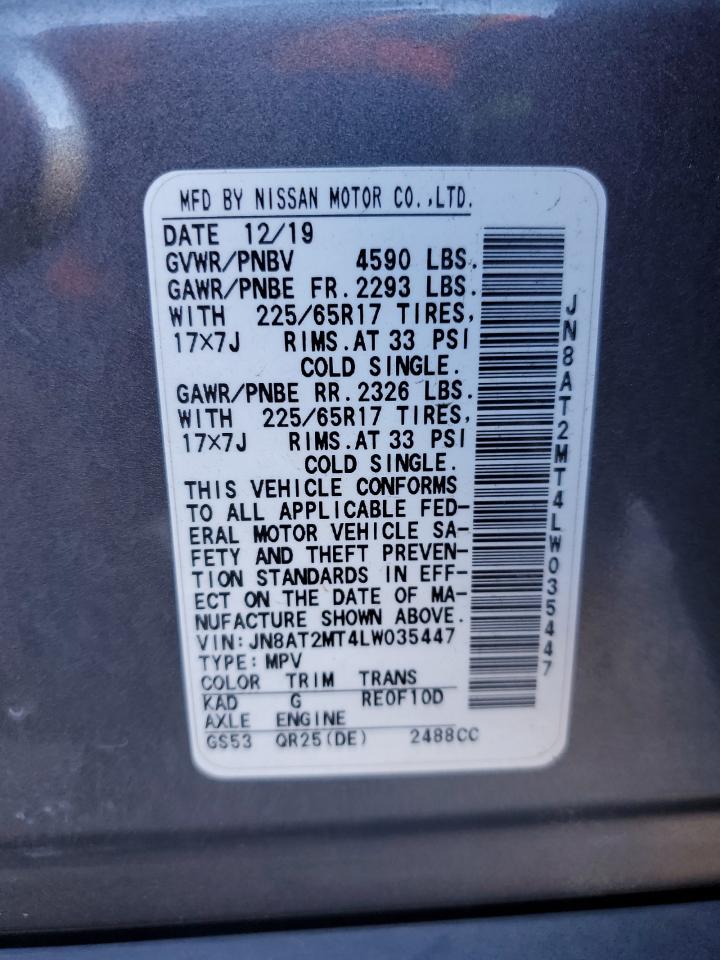 MFD BY NISSAN MOTOR CO.,LTD.
DATE 12/19
GVWR/PNBV 4590 LBS.
GAWR/PNBE FR. 2293 LBS.
WITH 225/65R17 TIRES,
17×7J RIMS.AT 33 PSI
COLD SINGLE.
GAWR/PNBE RR. 2326 LBS.
WITH 225/65R17 TIRES,
17×7J RIMS.AT 33 PSI
COLD SINGLE.
THIS VEHICLE CONFORMS
TO ALL APPLICABLE FED-
ERAL MOTOR VEHICLE SA-
FETY AND THEFT PREVEN-
TION STANDARDS IN EFF-
ECT ON THE DATE OF MA-
NUFACTURE SHOWN ABOVE.
VIN:JN8AT2MT4LW035447
TYPE:MPV
COLOR TRIM TRANS
KAD G RE0F10D
AXLE ENGINE
GS53 QR25(DE) 2488CC
JN8AT2MT4LW035447